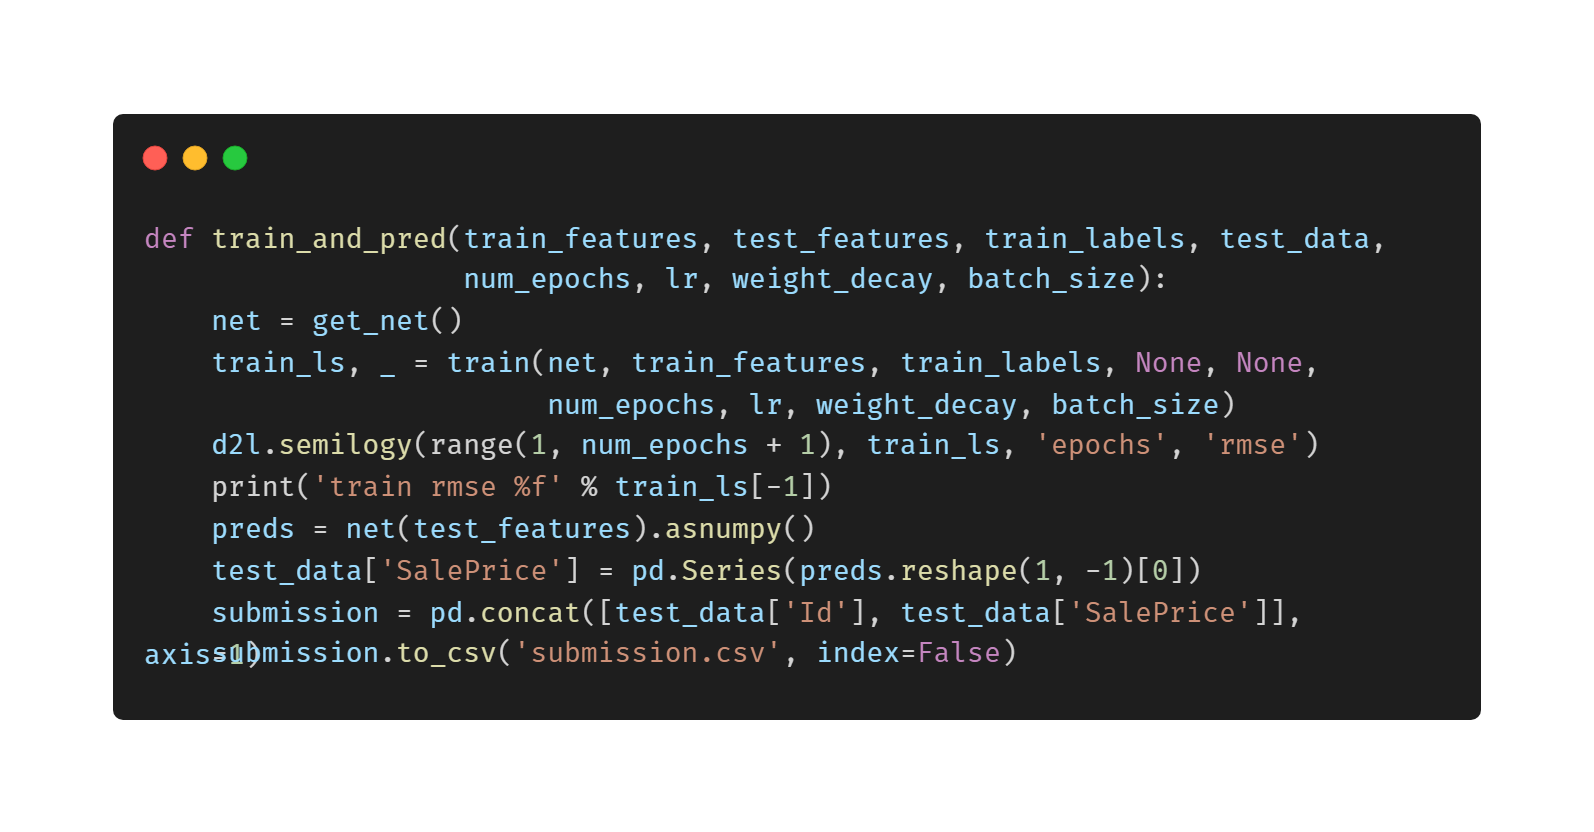 def train_and_pred(train_features, test_features, train_labels, test_data,
                   num_epochs, lr, weight_decay, batch_size):
    net = get_net()
    train_ls, _ = train(net, train_features, train_labels, None, None,
                        num_epochs, lr, weight_decay, batch_size)
    d2l.semilogy(range(1, num_epochs + 1), train_ls, 'epochs', 'rmse')
    print('train rmse %f' % train_ls[-1])
    preds = net(test_features).asnumpy()
    test_data['SalePrice'] = pd.Series(preds.reshape(1, -1)[0])
    submission = pd.concat([test_data['Id'], test_data['SalePrice']],
axis=1)
    submission.to_csv('submission.csv', index=False)